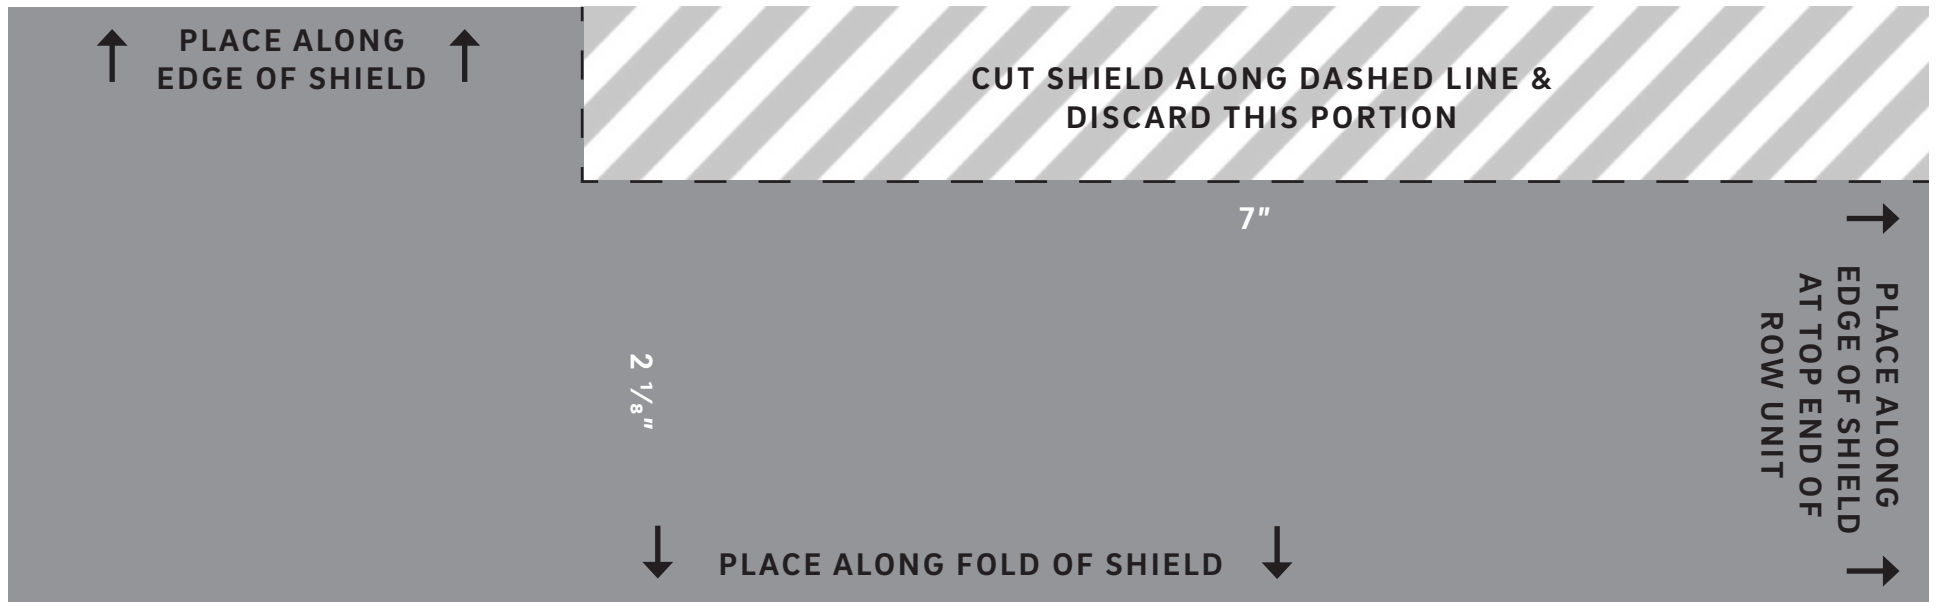 PLACE ALONG
EDGE OF SHIELD
CUT SHIELD ALONG DASHED LINE &
DISCARD THIS PORTION
7"
2 ⅛"
PLACE ALONG
EDGE OF SHIELD
AT TOP END OF
ROW UNIT
PLACE ALONG FOLD OF SHIELD